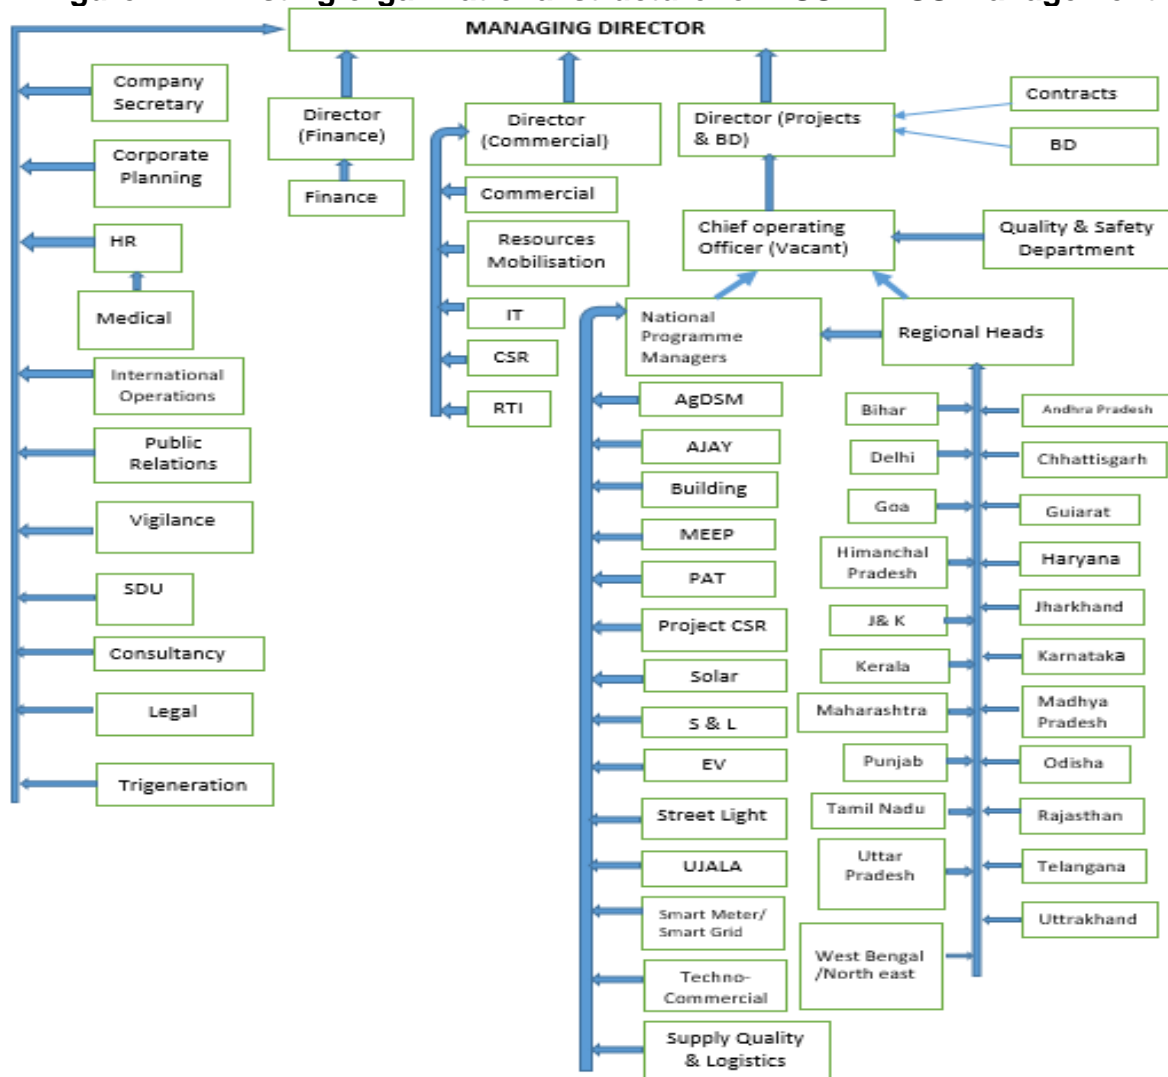 MANAGING DIRECTOR
Company
Secretary
Corporate
Planning
HR
Medical
International
Operations
Public
Relations
Vigilance
SDU
Consultancy
Legal
Trigeneration
Director
(Finance)
Finance
Director
(Commercial)
Commercial
Resources
Mobilisation
IT
CSR
RTI
Director (Projects
& BD)
Contracts
BD
Chief operating
Officer (Vacant)
Quality & Safety
Department
National
Programme
Managers
Regional Heads
AgDSM
AJAY
Building
MEEP
PAT
Project CSR
Solar
S & L
EV
Street Light
UJALA
Smart Meter/
Smart Grid
Techno-
Commercial
Supply Quality
& Logistics
Bihar
Delhi
Goa
Himanchal
Pradesh
J& K
Kerala
Maharashtra
Punjab
Tamil Nadu
Uttar
Pradesh
West Bengal
/North east
Andhra Pradesh
Chhattisgarh
Guiarat
Haryana
Jharkhand
Karnataka
Madhya
Pradesh
Odisha
Rajasthan
Telangana
Uttrakhand